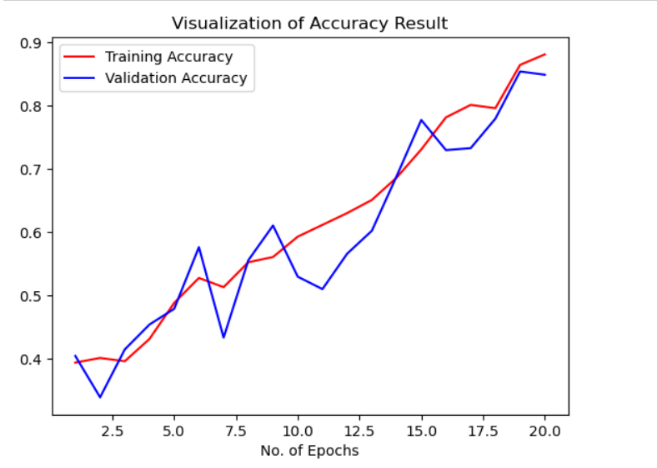 Visualization of Accuracy Result
0.9
0.8
0.7
0.6
0.5
0.4
Training Accuracy
Validation Accuracy
2.5 5.0 7.5 10.0 12.5 15.0 17.5 20.0
No. of Epochs